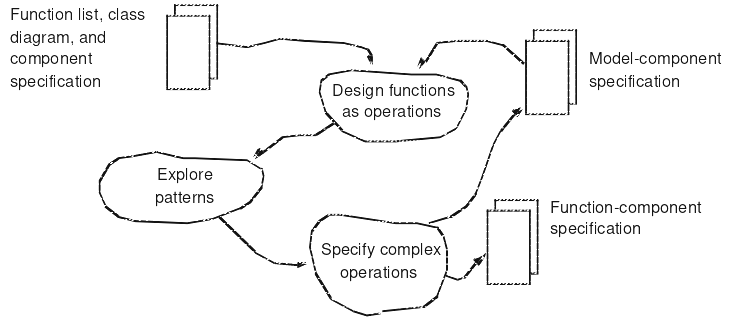 Function list, class
diagram, and
component
specification
Model-component
specification
Design functions
as operations
Explore
patterns
Function-component
specification
Specify complex
operations